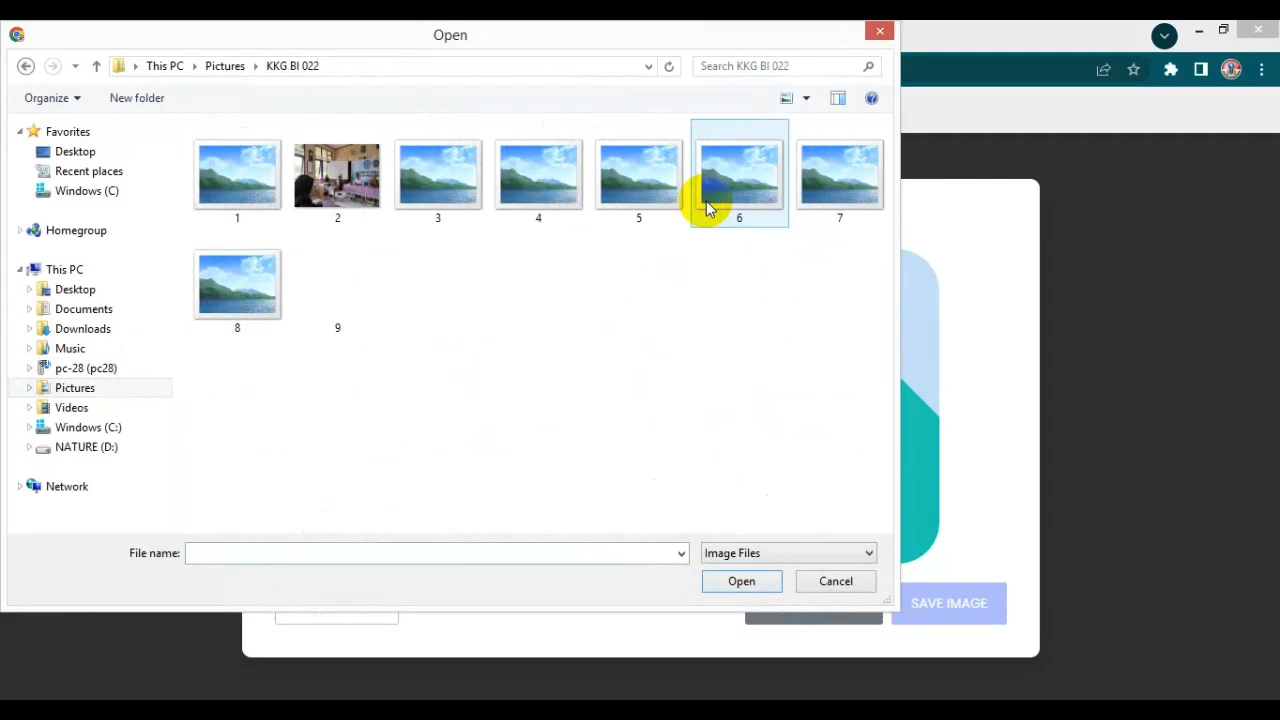 Open
This PC
Pictures
KKG BI 022
Search KKG BI 022
Organize
New folder
Favorites
Desktop
Recent places
Windows (C)
Homegroup
This PC
Desktop
Documents
Downloads
Music
pc-28 (pc28)
Pictures
Videos
Windows (C:)
NATURE (D:)
Network
1
2
3
4
5
6
7
8
9
File name:
Image Files
Open
Cancel
SAVE IMAGE